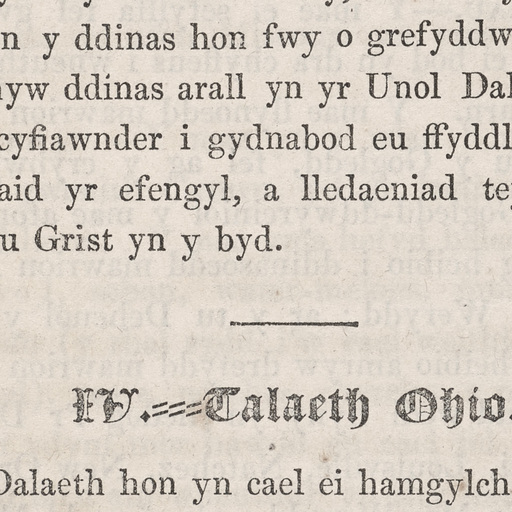 n y ddinas hon fwy o grefyddw
nyw ddinas arall yn yr Unol Dal
cyfiawnder i gydnabod eu ffyddl
aid yr efengyl, a lledaeniad te
u Grist yn y byd.
IV.===Talaeth Ohio.
Dalaeth hon yn cael ei hamgylch